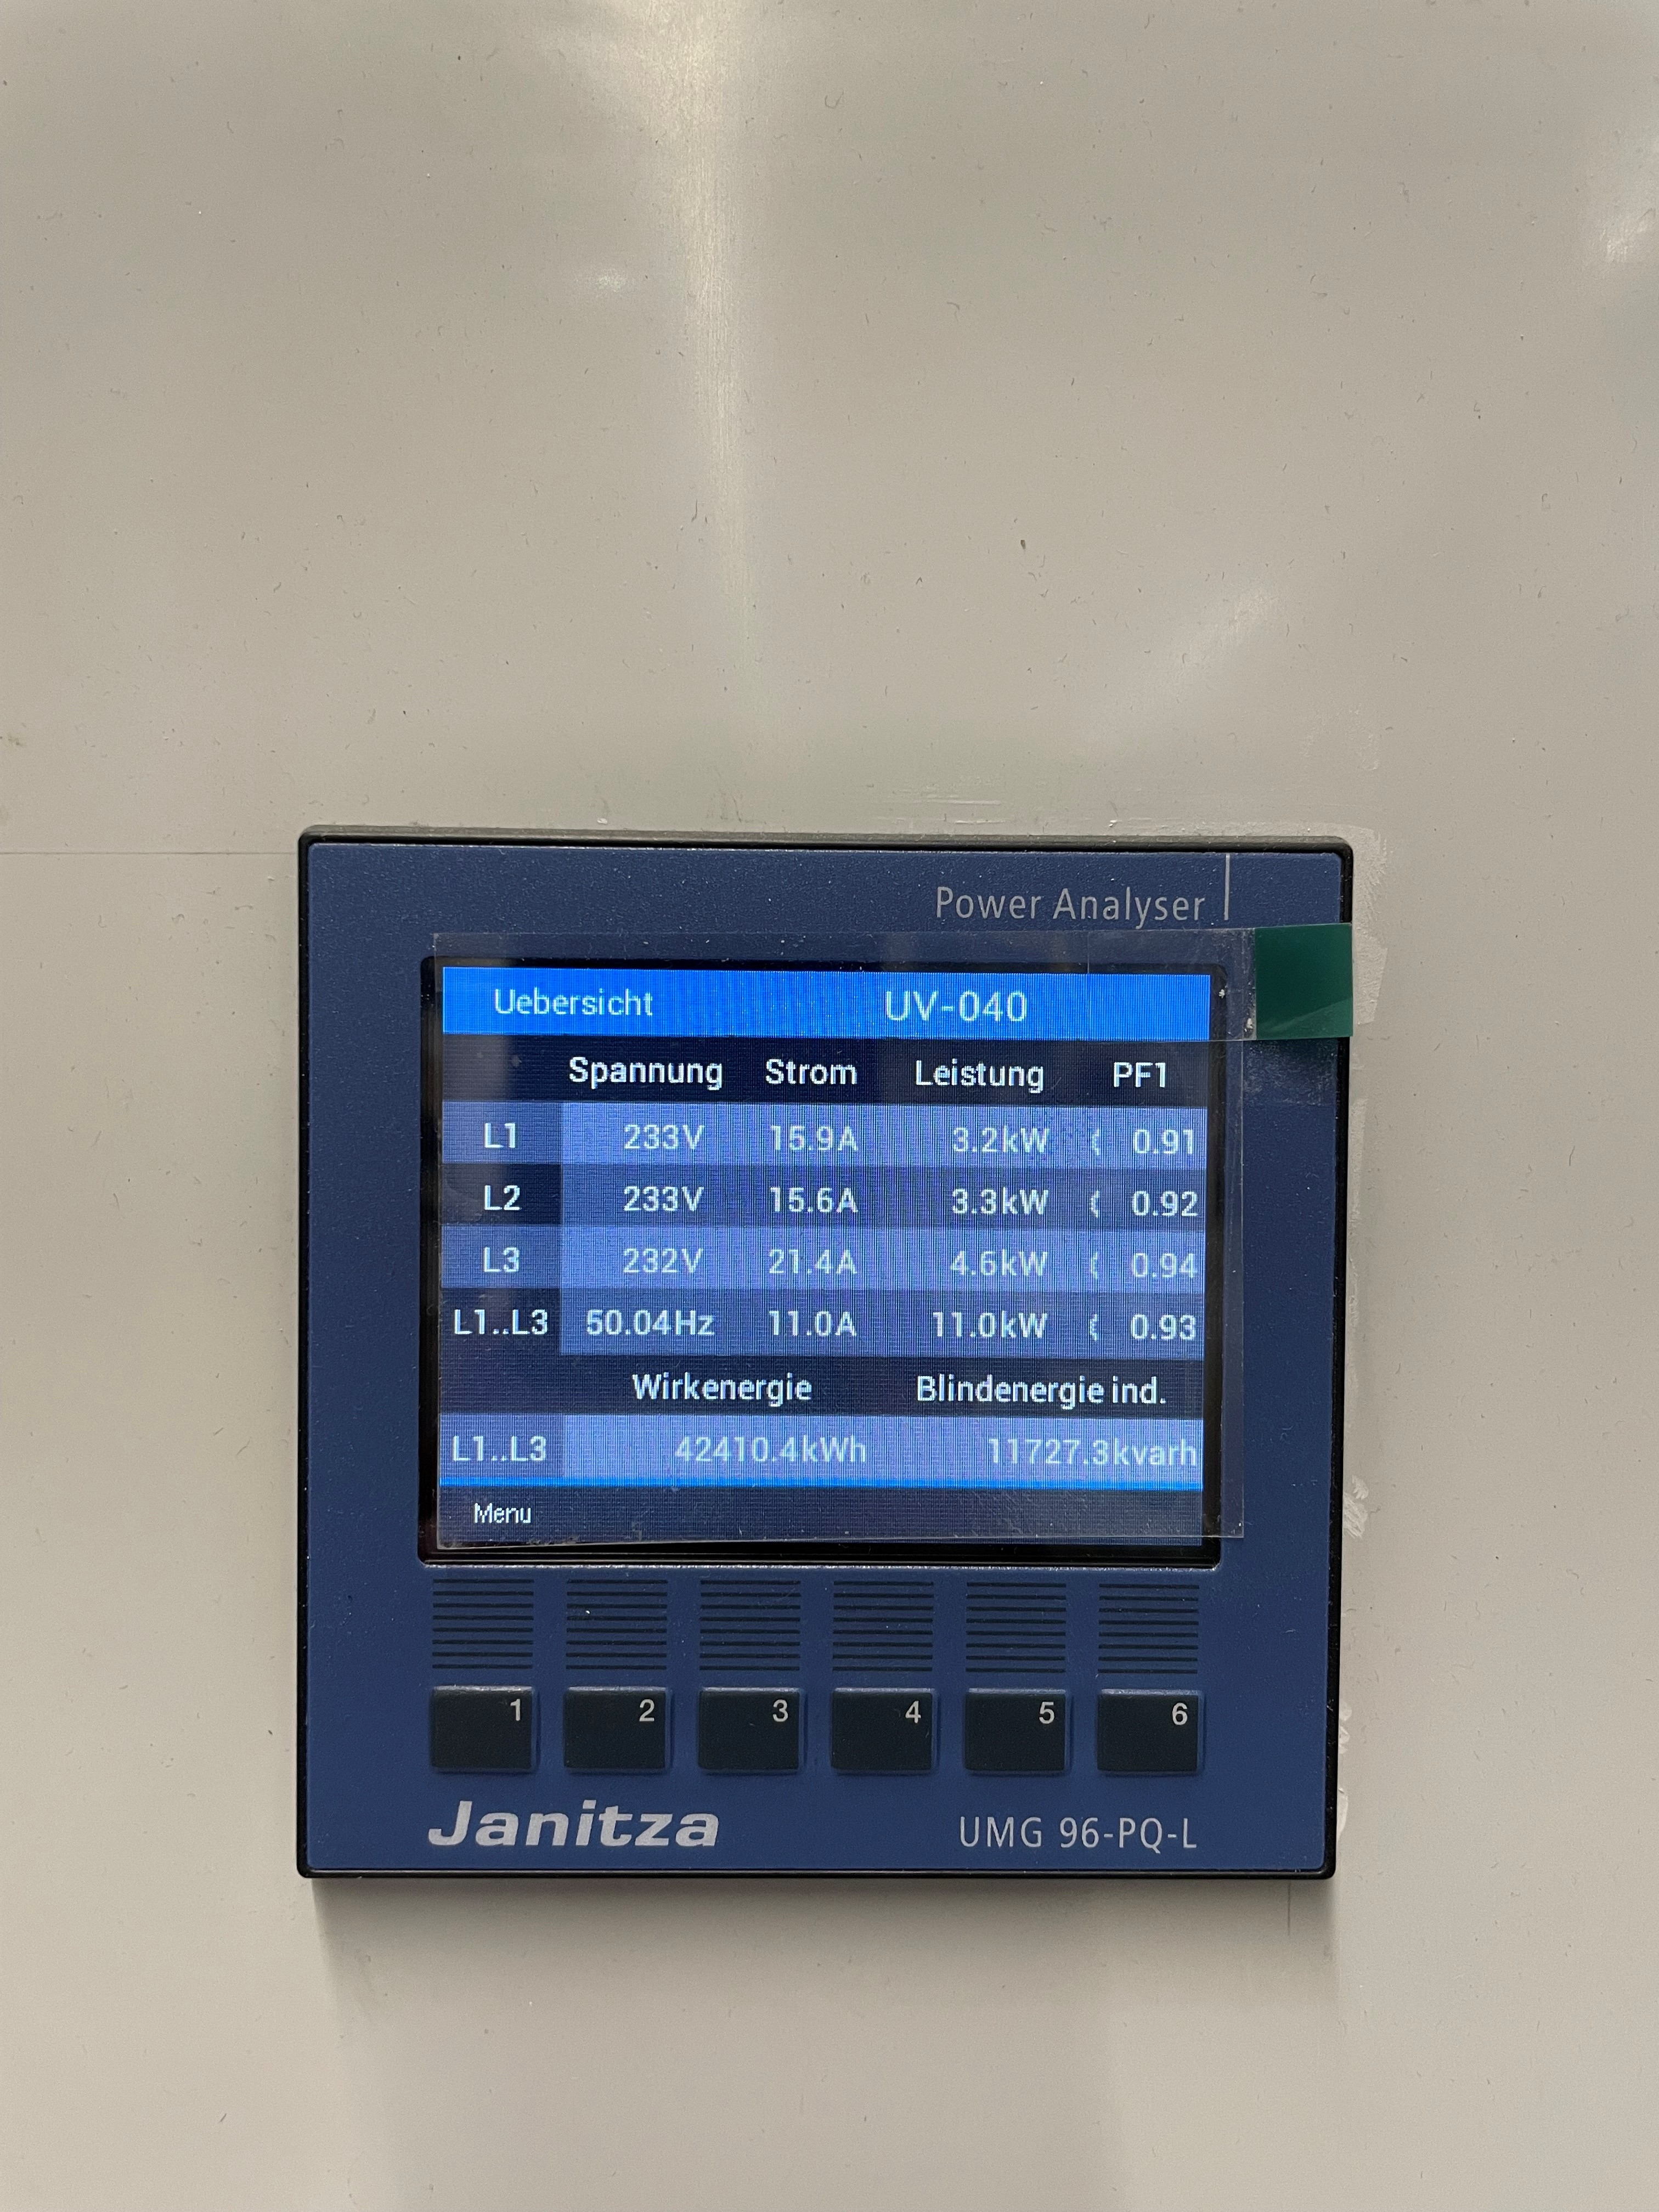 Power Analyser
Uebersicht UV-040
Spannung Strom Leistung PF1
L1 233V 15.9A 3.2kW 0.91
L2 233V 15.6A 3.3kW 0.92
L3 232V 21.4A 4.6kW 0.94
L1..L3 50.04Hz 11.0A 11.0kW 0.93
Wirkenergie Blindenergie ind.
L1..L3 42410.4kWh 11727.3kvarh
Menu
1 2 3 4 5 6
Janitza UMG 96-PQ-L